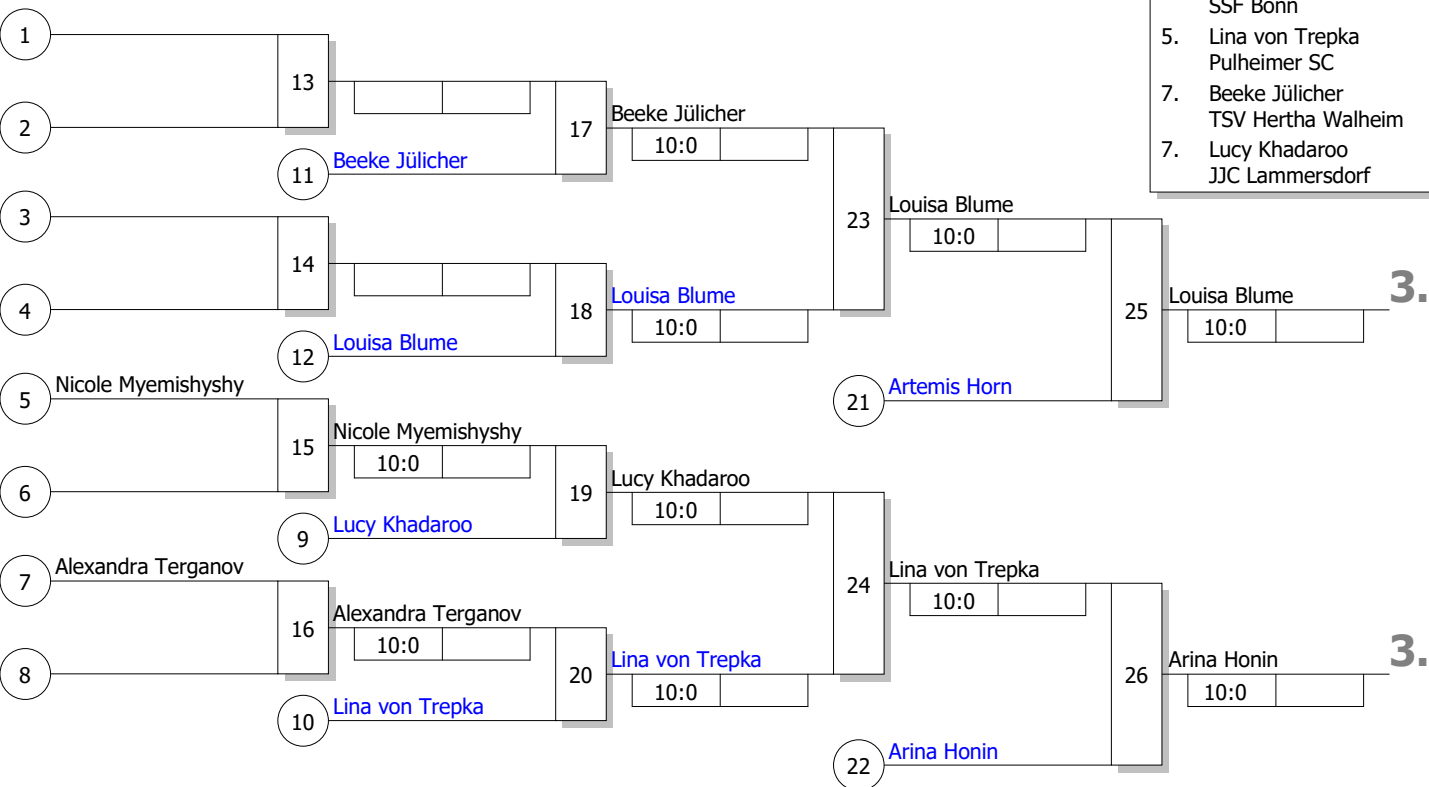 SSF Bonn
1
5. Lina von Trepka
Pulheimer SC
13
7. Beeke Jülicher
TSV Hertha Walheim
2
17
Beeke Jülicher
10:0
11
Beeke Jülicher
7. Lucy Khadaroo
JJC Lammersdorf
3
23
Louisa Blume
10:0
14
3.
4
18
Louisa Blume
10:0
25
Louisa Blume
10:0
12
Louisa Blume
5
Nicole Myemishyshy
21
Artemis Horn
15
Nicole Myemishyshy
10:0
6
19
Lucy Khadaroo
10:0
9
Lucy Khadaroo
7
Alexandra Terganov
24
Lina von Trepka
10:0
16
Alexandra Terganov
10:0
3.
8
20
Lina von Trepka
10:0
26
Arina Honin
10:0
10
Lina von Trepka
22
Arina Honin